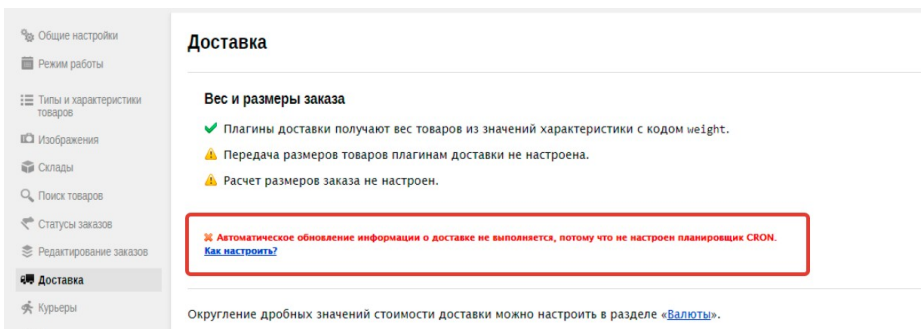 Общие настройки
Режим работы
Типы и характеристики
товаров
Изображения
Склады
Поиск товаров
Статусы заказов
Редактирование заказов
Доставка
Курьеры
Доставка
Вес и размеры заказа
Плагины доставки получают вес товаров из значений характеристики с кодом weight.
Передача размеров товаров плагинам доставки не настроена.
Расчет размеров заказа не настроен.
Автоматическое обновление информации о доставке не выполняется, потому что не настроен планировщик CRON.
Как настроить?
Округление дробных значений стоимости доставки можно настроить в разделе «Валюты».